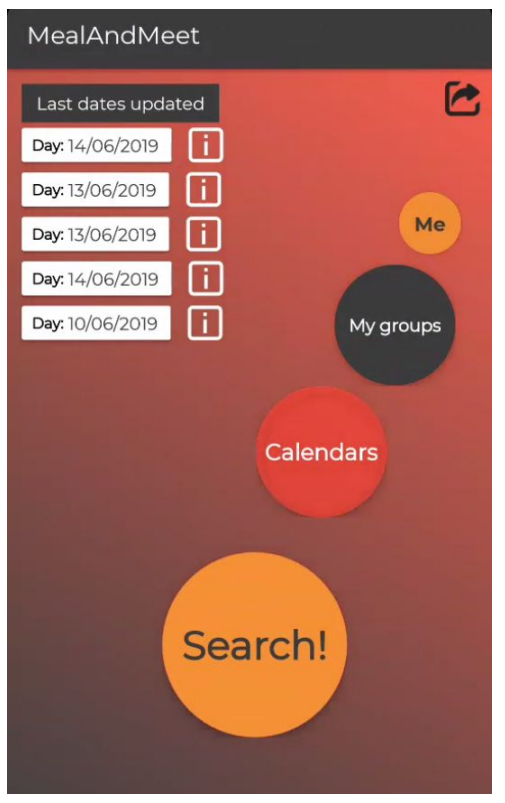 MealAndMeet
Last dates updated
Day: 14/06/2019
Day: 13/06/2019
Day: 13/06/2019
Day: 14/06/2019
Day: 10/06/2019
Me
My groups
Calendars
Search!